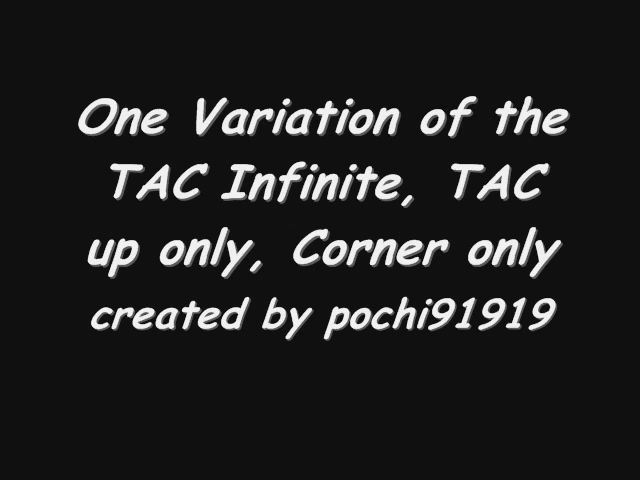 One Variation of the
TAC Infinite, TAC
up only, Corner only
created by pochi91919